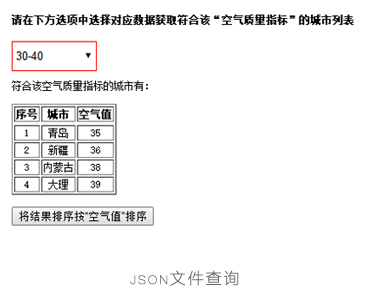 请在下方选项中选择对应数据获取符合该“空气质量指标”的城市列表
30-40
符合该空气质量指标的城市有：
序号 城市 空气值
1 青岛 35
2 新疆 36
3 内蒙古 38
4 大理 39
将结果排序按“空气值”排序
JSON文件查询